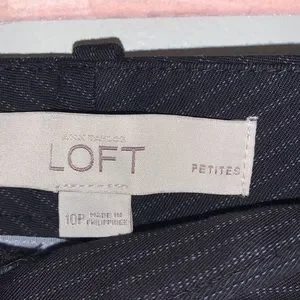 ANN TAYLOR
LOFT
PETITES
10P
MADE IN
PHILIPPINES